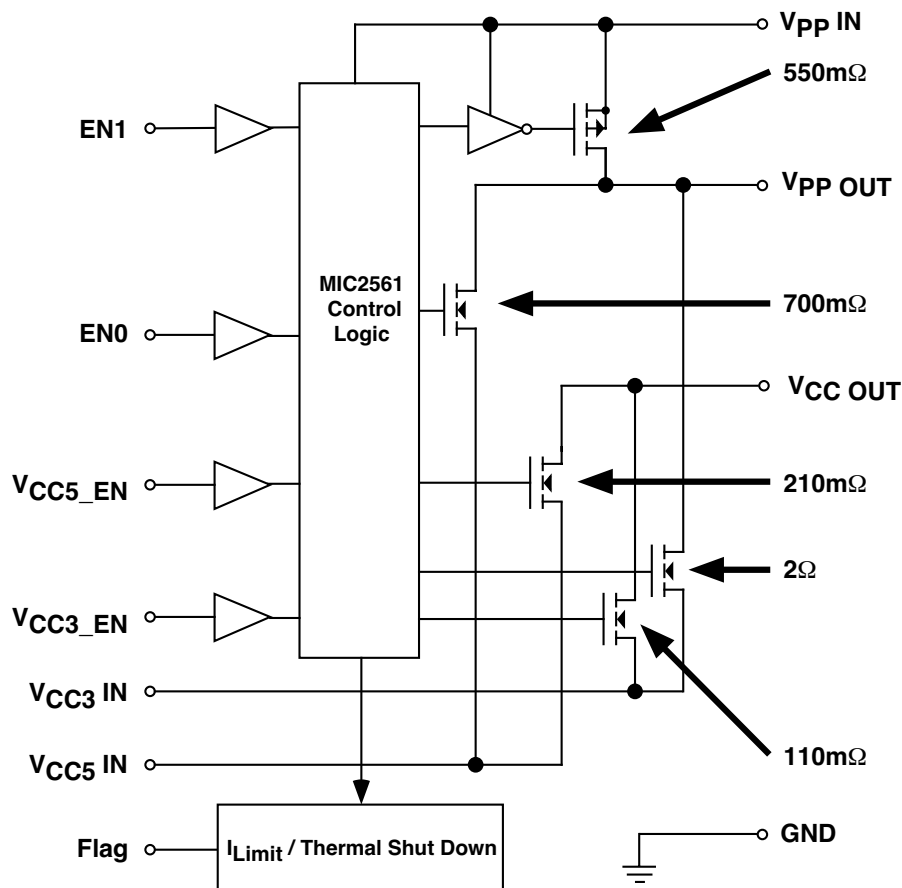 VPP IN
550mΩ
EN1
VPP OUT
MIC2561
Control
Logic
700mΩ
EN0
VCC OUT
VCC5_EN
210mΩ
2Ω
VCC3_EN
VCC3 IN
110mΩ
VCC5 IN
Flag
ILimit / Thermal Shut Down
GND